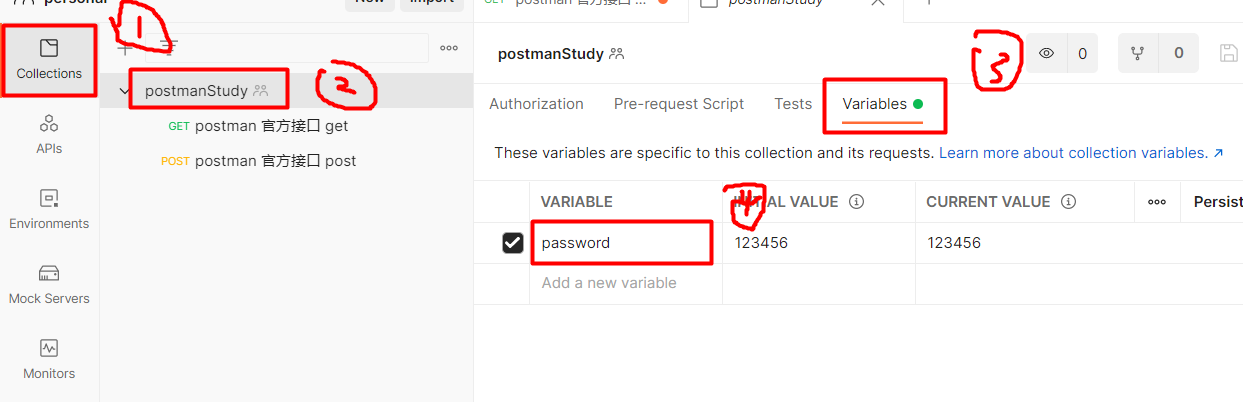 personal
New
Import
GET postman 官方接口 ...
postmanStudy
1
Collections
postmanStudy
2
GET postman 官方接口 get
POST postman 官方接口 post
APIs
Environments
Mock Servers
Monitors
postmanStudy
3
0
0
Authorization
Pre-request Script
Tests
Variables
These variables are specific to this collection and its requests. Learn more about collection variables. ↗
4
VARIABLE
INITIAL VALUE
CURRENT VALUE
Persist
password
123456
123456
Add a new variable